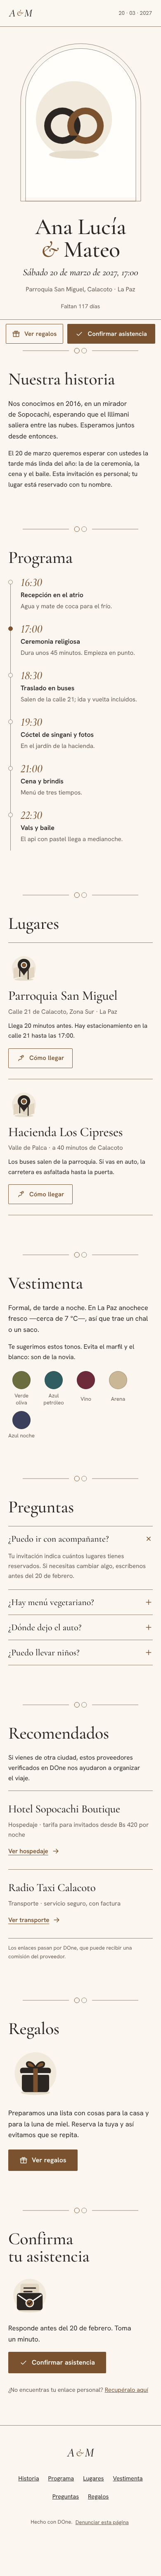 A&M
20 · 03 · 2027
Ana Lucía
& Mateo
Sábado 20 de marzo de 2027, 17:00
Parroquia San Miguel, Calacoto · La Paz
Faltan 117 días
Ver regalos
Confirmar asistencia
Nuestra historia
Nos conocimos en 2016, en un mirador
de Sopocachi, esperando que el Illimani
saliera entre las nubes. Esperamos juntos
desde entonces.
El 20 de marzo queremos esperar con ustedes la
tarde más linda del año: la de la ceremonia, la
cena y el baile. Esta invitación es personal; tu
lugar está reservado con tu nombre.
Programa
16:30
Recepción en el atrio
Agua y mate de coca para el frío.
17:00
Ceremonia religiosa
Dura unos 45 minutos. Empieza en punto.
18:30
Traslado en buses
Salen de la calle 21; ida y vuelta incluidos.
19:30
Cóctel de singani y fotos
En el jardín de la hacienda.
21:00
Cena y brindis
Menú de tres tiempos.
22:30
Vals y baile
El api con pastel llega a medianoche.
Lugares
Parroquia San Miguel
Calle 21 de Calacoto, Zona Sur · La Paz
Llega 20 minutos antes. Hay estacionamiento en la
calle 21 hasta las 17:00.
Cómo llegar
Hacienda Los Cipreses
Valle de Palca · a 40 minutos de Calacoto
Los buses salen de la parroquia. Si vas en auto, la
carretera es asfaltada hasta la puerta.
Cómo llegar
Vestimenta
Formal, de tarde a noche. En La Paz anochece
fresco —cerca de 7 °C—, así que trae un chal
o un saco.
Te sugerimos estos tonos. Evita el marfil y el
blanco: son de la novia.
Verde
oliva
Azul
petróleo
Vino
Arena
Azul noche
Preguntas
¿Puedo ir con acompañante?
Tu invitación indica cuántos lugares tienes
reservados. Si necesitas cambiar algo, escríbenos
antes del 20 de febrero.
¿Hay menú vegetariano?
¿Dónde dejo el auto?
¿Puedo llevar niños?
Recomendados
Si vienes de otra ciudad, estos proveedores
verificados en DOne nos ayudaron a organizar
el viaje.
Hotel Sopocachi Boutique
Hospedaje · tarifa para invitados desde Bs 420 por
noche
Ver hospedaje
Radio Taxi Calacoto
Transporte · servicio seguro, con factura
Ver transporte
Los enlaces pasan por DOne, que puede recibir una
comisión del proveedor.
Regalos
Preparamos una lista con cosas para la casa y
para la luna de miel. Reserva la tuya y así
evitamos que se repita.
Ver regalos
Confirma
tu asistencia
Responde antes del 20 de febrero. Toma
un minuto.
Confirmar asistencia
¿No encuentras tu enlace personal? Recupéralo aquí
A&M
Historia
Programa
Lugares
Vestimenta
Preguntas
Regalos
Hecho con DOne. Denunciar esta página